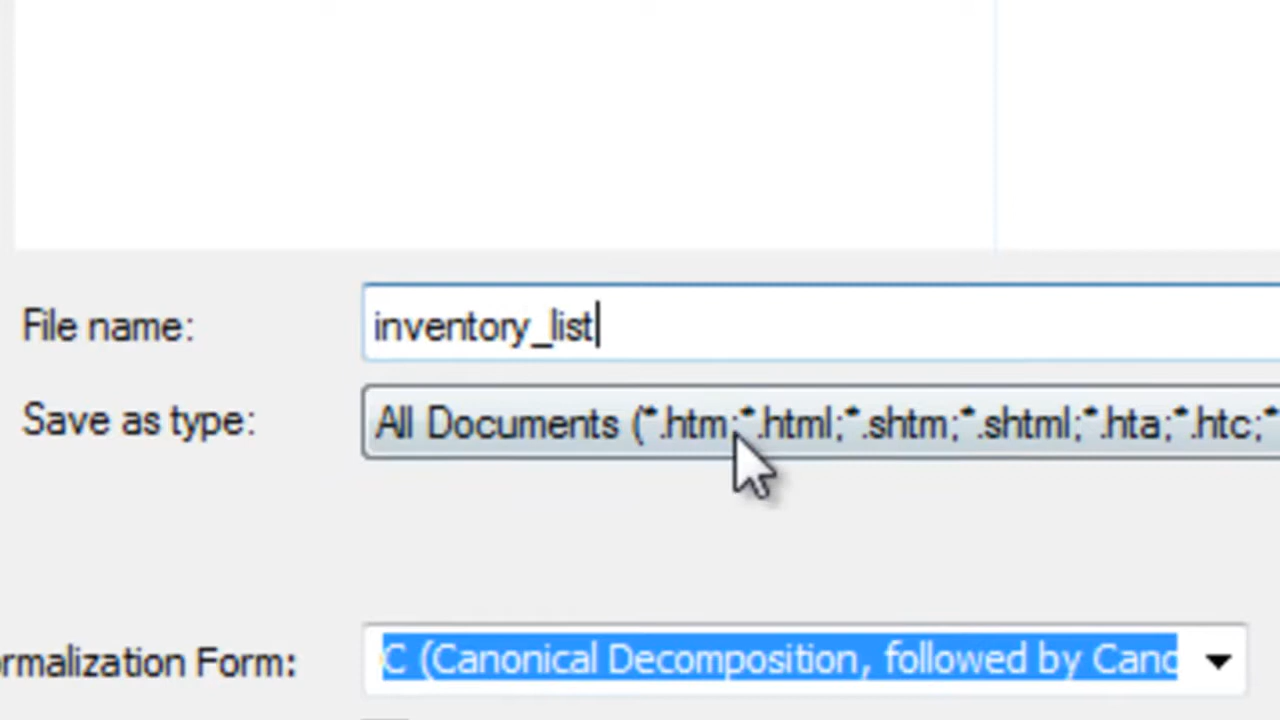 File name: inventory_list
Save as type: All Documents (*.htm;*.html;*.shtm;*.shtml;*.hta;*.htc;*
ormalization Form: C (Canonical Decomposition, followed by Canc